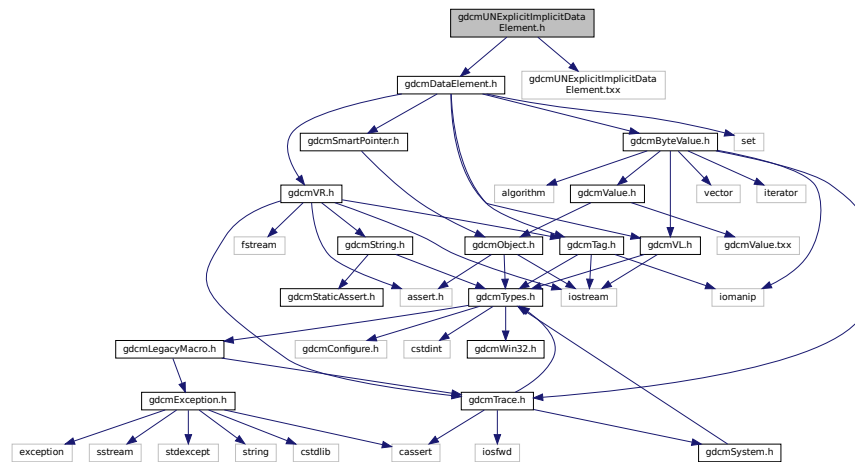 gdcmUNExplicitImplicitData
Element.h
gdcmDataElement.h
gdcmUNExplicitImplicitData
Element.txx
gdcmSmartPointer.h
gdcmByteValue.h
set
gdcmVR.h
algorithm
gdcmValue.h
vector
iterator
fstream
gdcmString.h
gdcmObject.h
gdcmTag.h
gdcmVL.h
gdcmValue.txx
gdcmStaticAssert.h
assert.h
gdcmTypes.h
iostream
iomanip
gdcmLegacyMacro.h
gdcmConfigure.h
cstdint
gdcmWin32.h
gdcmException.h
gdcmTrace.h
exception
sstream
stdexcept
string
cstdlib
cassert
iosfwd
gdcmSystem.h